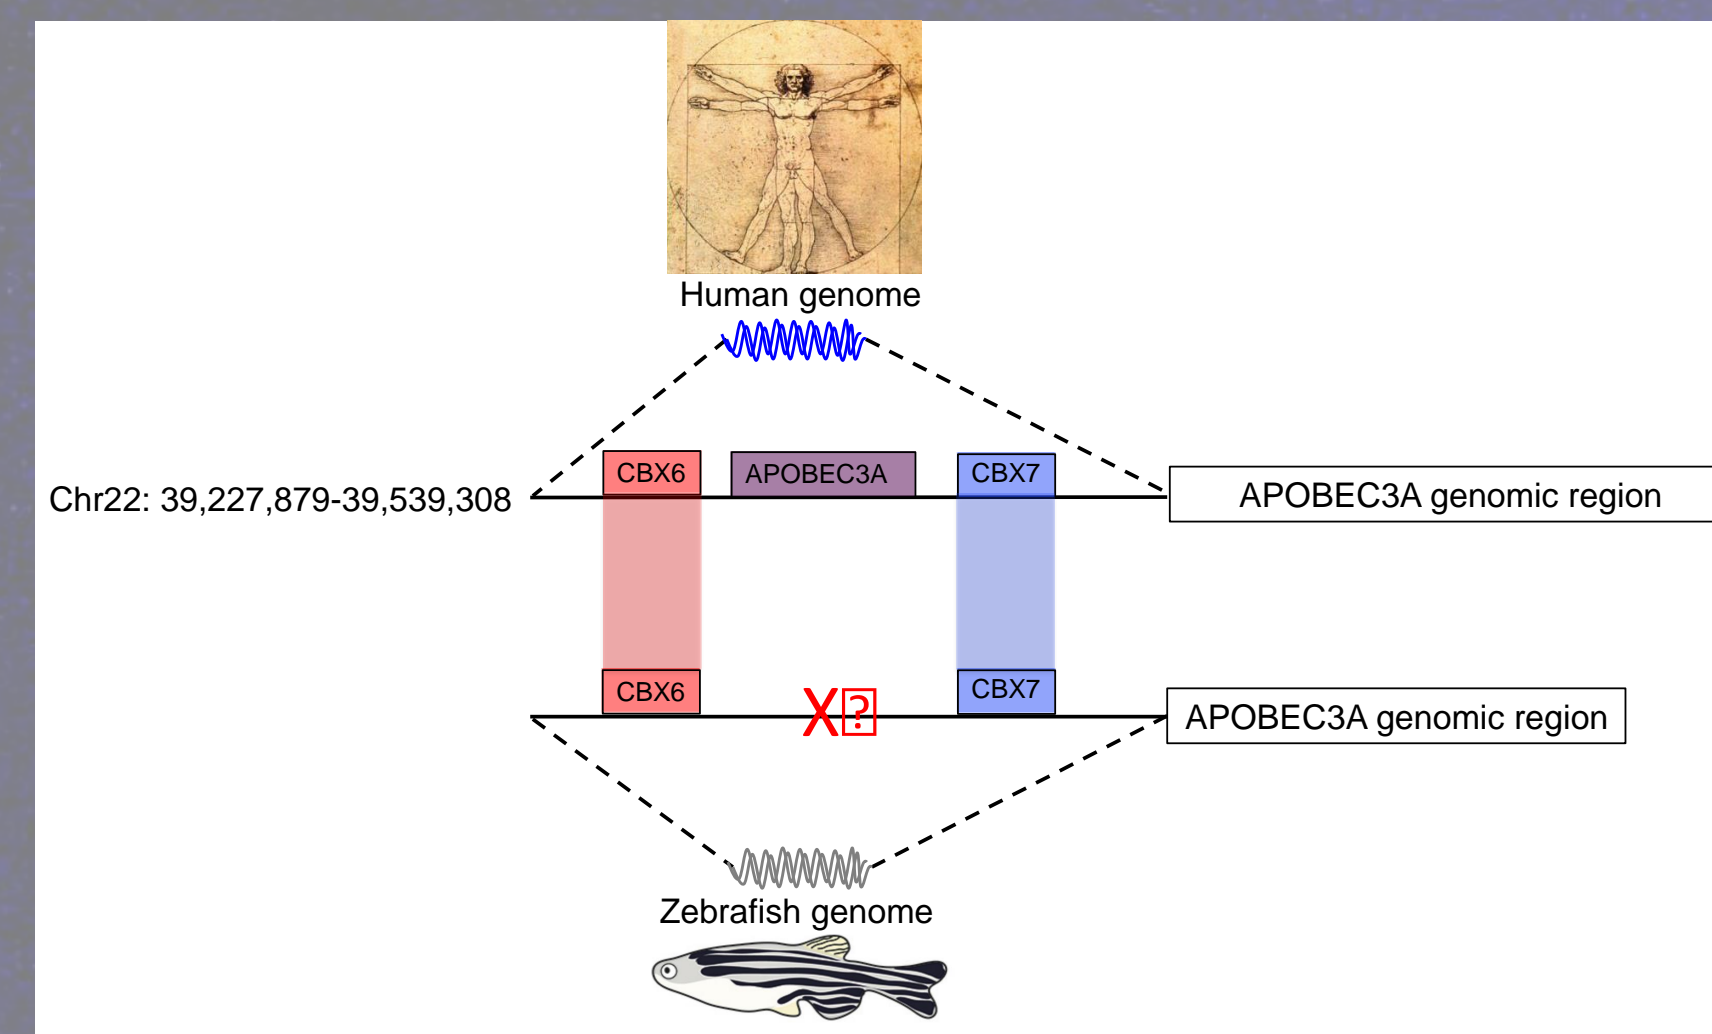 Human genome
CBX6
APOBEC3A
CBX7
Chr22: 39,227,879-39,539,308
APOBEC3A genomic region
CBX6
X?
CBX7
APOBEC3A genomic region
Zebrafish genome